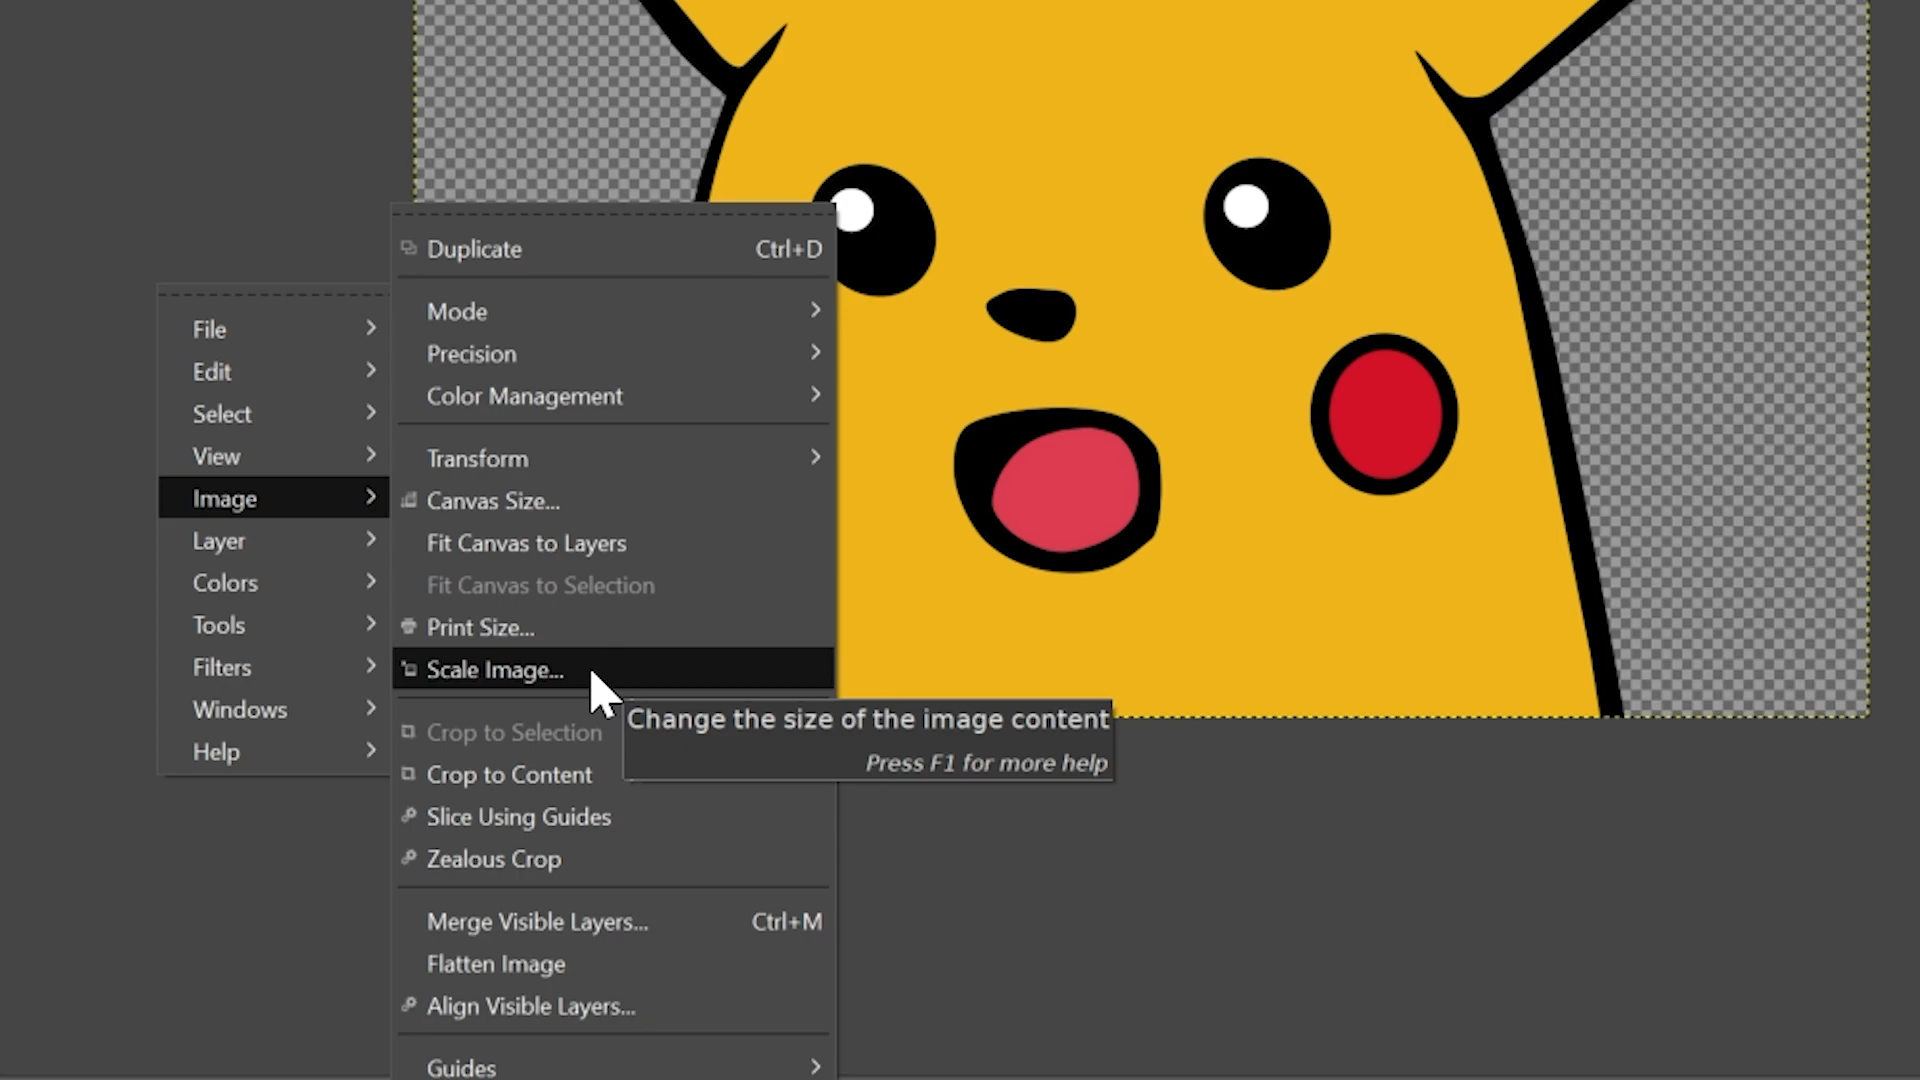 File
Edit
Select
View
Image
Layer
Colors
Tools
Filters
Windows
Help
Duplicate Ctrl+D
Mode
Precision
Color Management
Transform
Canvas Size...
Fit Canvas to Layers
Fit Canvas to Selection
Print Size...
Scale Image...
Crop to Selection
Crop to Content
Slice Using Guides
Zealous Crop
Merge Visible Layers... Ctrl+M
Flatten Image
Align Visible Layers...
Guides
Change the size of the image content
Press F1 for more help